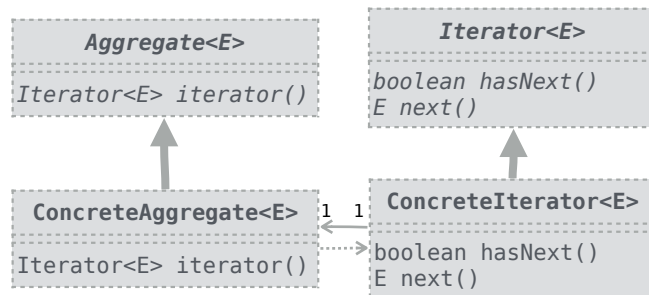 Aggregate<E>
Iterator<E> iterator()
Iterator<E>
boolean hasNext()
E next()
ConcreteAggregate<E>
Iterator<E> iterator()
1 1
ConcreteIterator<E>
boolean hasNext()
E next()